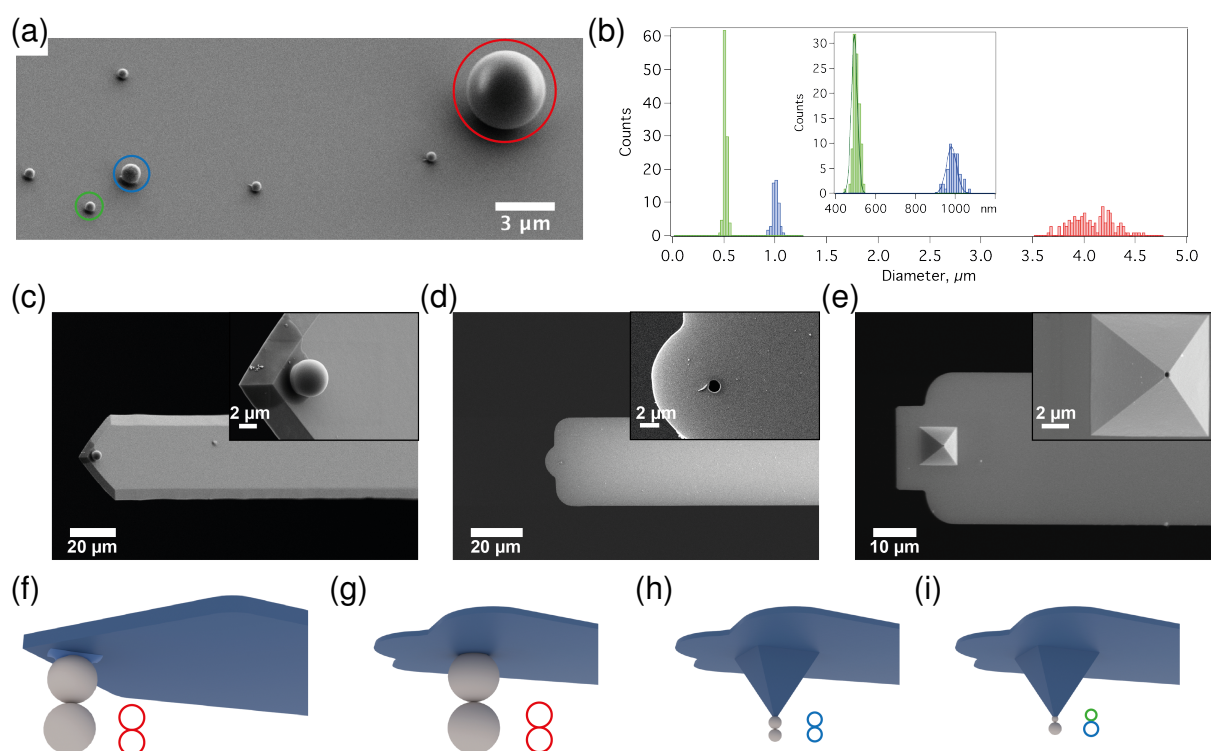 (a)
3 µm
(b)
Counts
60
50
40
30
20
10
0
0.0 0.5 1.0 1.5 2.0 2.5 3.0 3.5 4.0 4.5 5.0
Diameter, µm
Counts
30
25
20
15
10
5
0
400 600 800 1000 nm
(c)
2 µm
20 µm
(d)
2 µm
20 µm
(e)
2 µm
10 µm
(f)
(g)
(h)
(i)